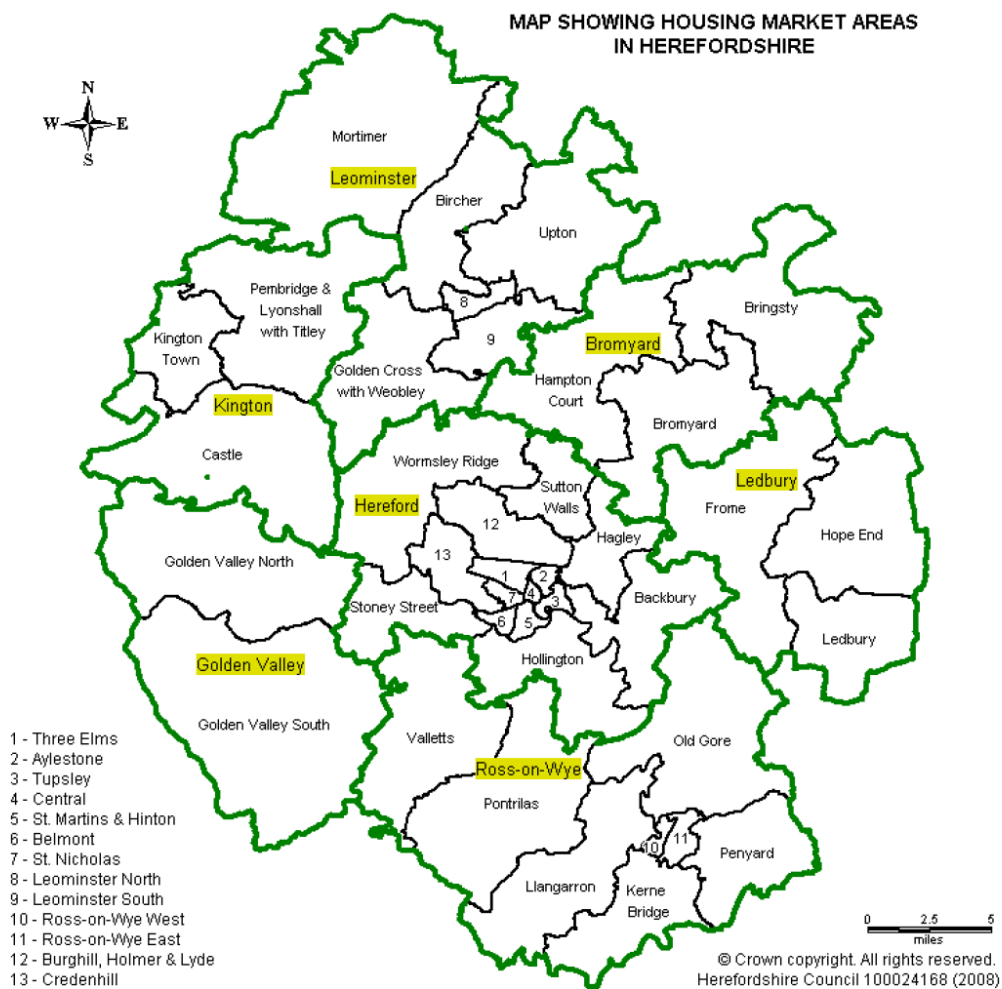 MAP SHOWING HOUSING MARKET AREAS
IN HEREFORDSHIRE
N
W
E
S
Mortimer
Leominster
Bircher
Upton
Pembridge &
Lyonshall
with Titley
8
Bringsty
Kington
Town
9
Bromyard
Golden Cross
with Weobley
Hampton
Court
Kington
Bromyard
Castle
Wormsley Ridge
Sutton
Walls
Ledbury
Frome
Hereford
12
Hagley
Hope End
13
Golden Valley North
1
2
7
4
3
Stoney Street
Backbury
6
5
Ledbury
Hollington
Golden Valley
Golden Valley South
Valletts
Old Gore
Ross-on-Wye
Pontrilas
10
11
Penyard
Llangarron
Kerne
Bridge
1 - Three Elms
2 - Aylestone
3 - Tupsley
4 - Central
5 - St. Martins & Hinton
6 - Belmont
7 - St. Nicholas
8 - Leominster North
9 - Leominster South
10 - Ross-on-Wye West
11 - Ross-on-Wye East
12 - Burghill, Holmer & Lyde
13 - Credenhill
0 2.5 5
miles
© Crown copyright. All rights reserved.
Herefordshire Council 100024168 (2008)